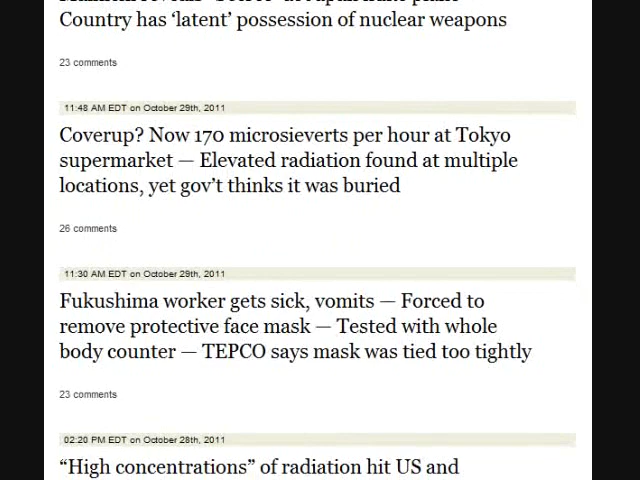 Country has ‘latent’ possession of nuclear weapons
23 comments
11:48 AM EDT on October 29th, 2011
Coverup? Now 170 microsieverts per hour at Tokyo
supermarket — Elevated radiation found at multiple
locations, yet gov’t thinks it was buried
26 comments
11:30 AM EDT on October 29th, 2011
Fukushima worker gets sick, vomits — Forced to
remove protective face mask — Tested with whole
body counter — TEPCO says mask was tied too tightly
23 comments
02:20 PM EDT on October 28th, 2011
“High concentrations” of radiation hit US and